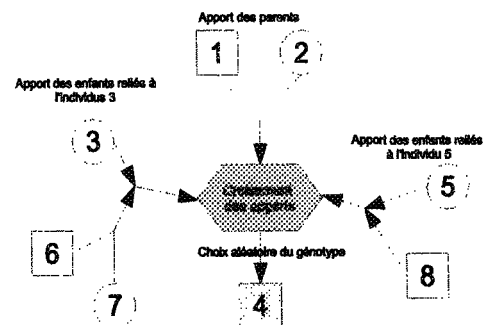 Apport des parents
1 2
Apport des enfants reliés à
l'individus 3
3
Apport des enfants reliés
à l'individu 5
5
Croisement
des apports
Choix aléatoire du génotype
6
7
4
8